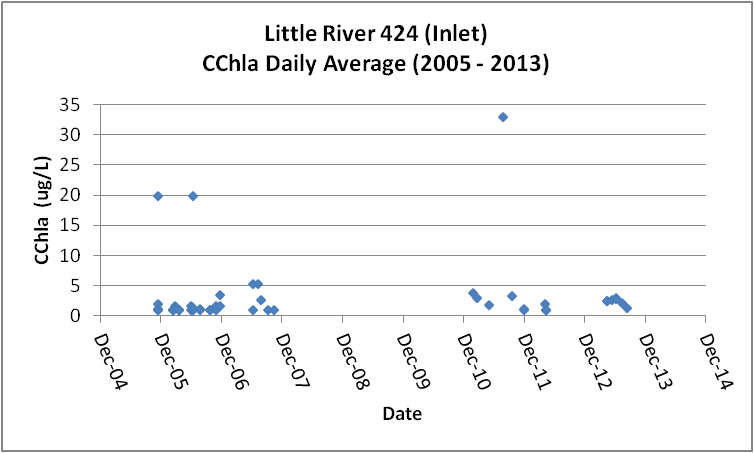 Little River 424 (Inlet)
CChla Daily Average (2005 - 2013)
35
30
25
20
15
10
5
0
CChla (ug/L)
Dec-04
Dec-05
Dec-06
Dec-07
Dec-08
Dec-09
Dec-10
Dec-11
Dec-12
Dec-13
Dec-14
Date